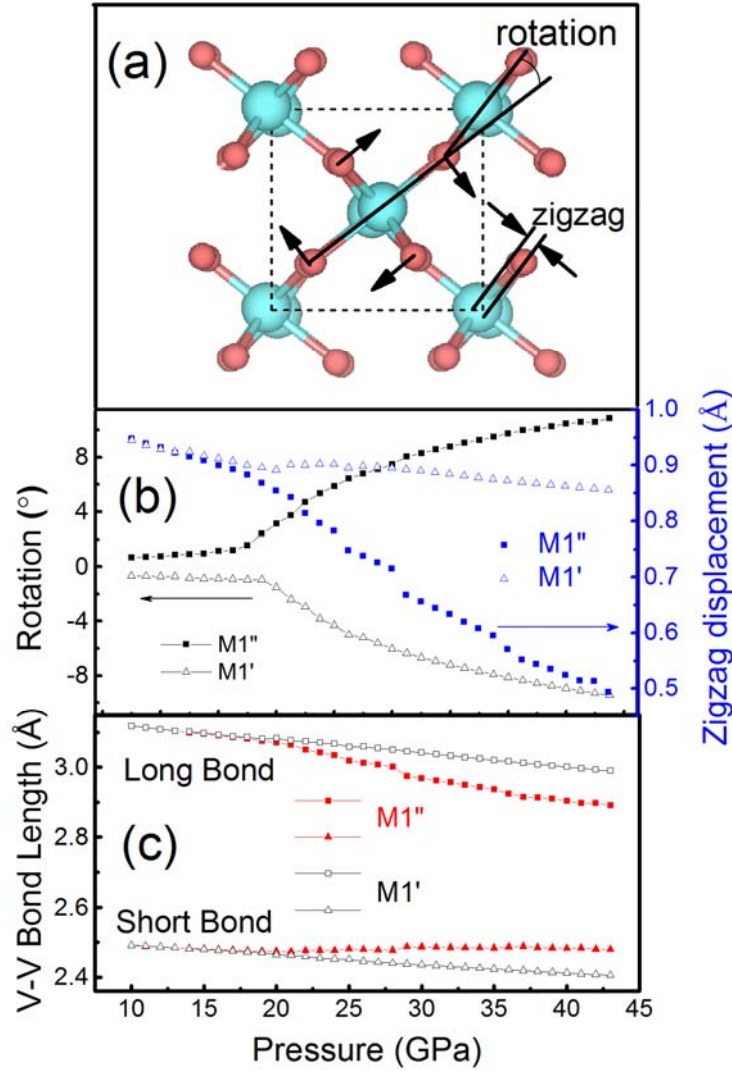 (a)
rotation
zigzag
(b)
Rotation (°)
8
4
0
-4
-8
M1"
M1'
M1"
M1'
1.0
0.9
0.8
0.7
0.6
0.5
Zigzag displacement (Å)
(c)
V-V Bond Length (Å)
3.0
2.8
2.6
2.4
Long Bond
M1"
M1'
Short Bond
10 15 20 25 30 35 40 45
Pressure (GPa)